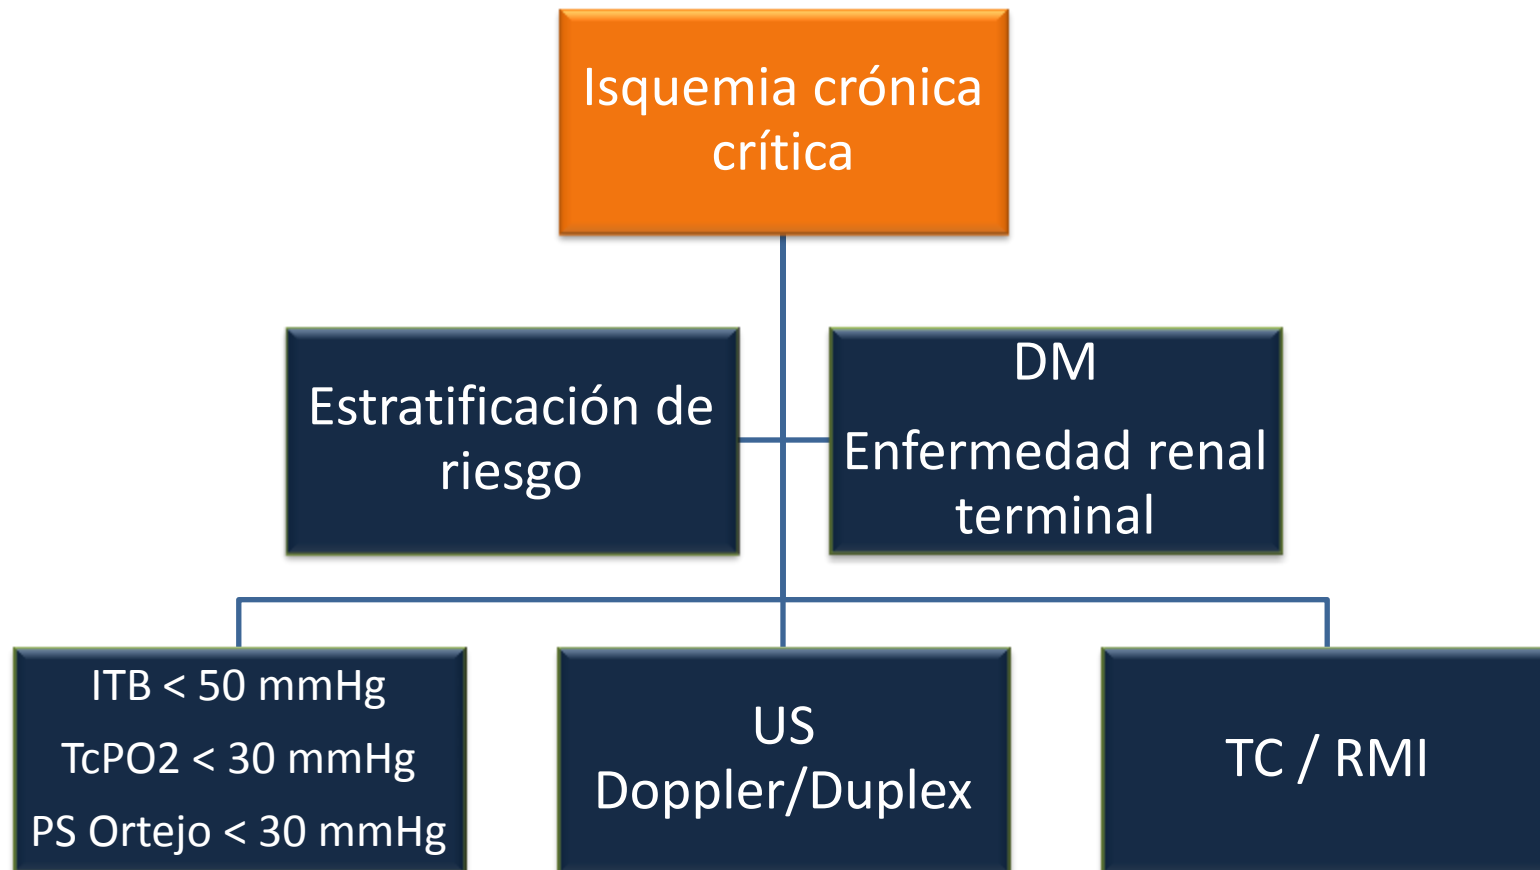 Isquemia crónica
crítica
Estratificación de
riesgo
DM
Enfermedad renal
terminal
ITB < 50 mmHg
TcPO2 < 30 mmHg
PS Ortejo < 30 mmHg
US
Doppler/Duplex
TC / RMI